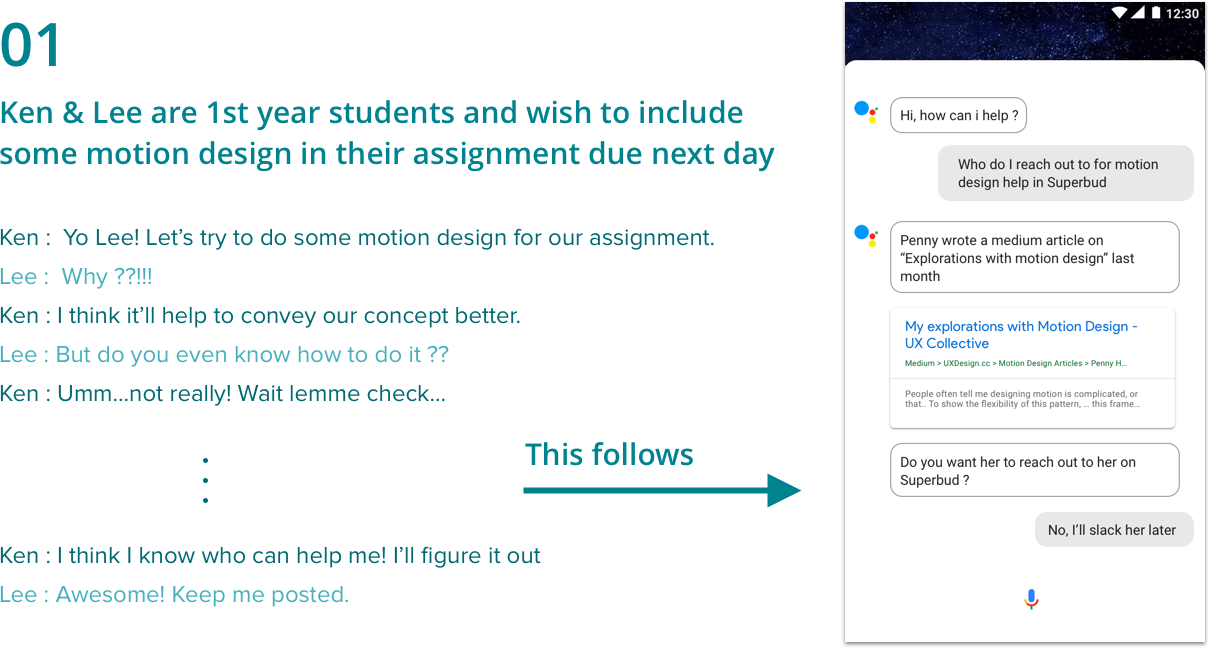 01
Ken & Lee are 1st year students and wish to include
some motion design in their assignment due next day
Ken :  Yo Lee! Let’s try to do some motion design for our assignment.
Lee :  Why ??!!!
Ken : I think it’ll help to convey our concept better.
Lee : But do you even know how to do it ??
Ken : Umm...not really! Wait lemme check...
This follows
Ken : I think I know who can help me! I’ll figure it out
Lee : Awesome! Keep me posted.
12:30
Hi, how can i help ?
Who do I reach out to for motion
design help in Superbud
Penny wrote a medium article on
“Explorations with motion design” last
month
My explorations with Motion Design -
UX Collective
Medium > UXDesign.cc > Motion Design Articles > Penny H...
People often tell me designing motion is complicated, or
that.. To show the flexibility of this pattern, ... this frame...
Do you want her to reach out to her on
Superbud ?
No, I’ll slack her later